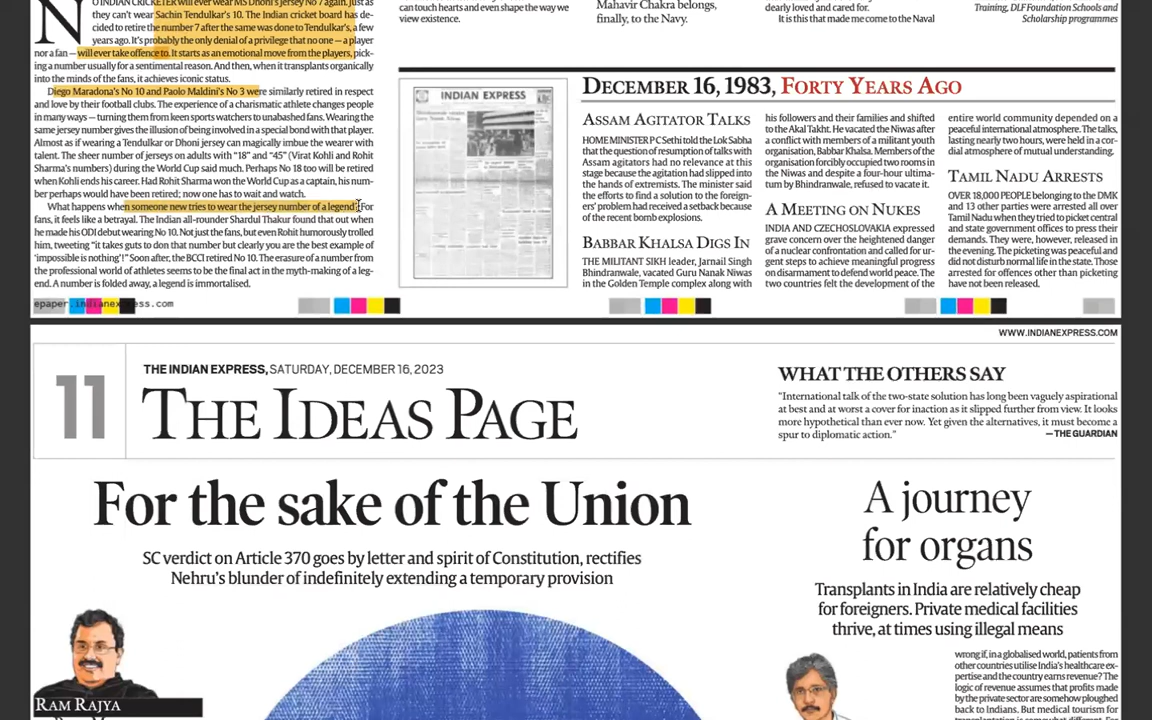 NO INDIAN CRICKETER will ever wear MS Dhoni's jersey No 7 again. Just as
they can't wear Sachin Tendulkar's 10. The Indian cricket board has de-
cided to retire the number 7 after the same was done to Tendulkar's, a few
years ago. It's probably the only denial of a privilege that no one — a player
nor a fan — will ever take offence to. It starts as an emotional move from the players, pick-
ing a number usually for a sentimental reason. And then, when it transplants organically
into the minds of the fans, it achieves iconic status.
Diego Maradona's No 10 and Paolo Maldini's No 3 were similarly retired in respect
and love by their football clubs. The experience of a charismatic athlete changes people
in many ways — turning them from keen sports watchers to unabashed fans. Wearing the
same jersey number gives the illusion of being involved in a special bond with that player.
Almost as if wearing a Tendulkar or Dhoni jersey can magically imbue the wearer with
talent. The sheer number of jerseys on adults with "18" and "45" (Virat Kohli and Rohit
Sharma's numbers) during the World Cup said much. Perhaps No 18 too will be retired
when Kohli ends his career. Had Rohit Sharma won the World Cup as a captain, his num-
ber perhaps would have been retired; now one has to wait and watch.
What happens when someone new tries to wear the jersey number of a legend? For
fans, it feels like a betrayal. The Indian all-rounder Shardul Thakur found that out when
he made his ODI debut wearing No 10. Not just the fans, but even Rohit humorously trolled
him, tweeting "it takes guts to don that number but clearly you are the best example of
'impossible is nothing'!" Soon after, the BCCI retired No 10. The erasure of a number from
the professional world of athletes seems to be the final act in the myth-making of a leg-
end. A number is folded away, a legend is immortalised.
can touch hearts and even shape the way we
view existence.
Mahavir Chakra belongs,
finally, to the Navy.
dearly loved and cared for.
It is this that made me come to the Naval
Training, DLF Foundation Schools and
Scholarship programmes
INDIAN EXPRESS
DECEMBER 16, 1983, FORTY YEARS AGO
ASSAM AGITATOR TALKS
HOME MINISTER PC Sethi told the Lok Sabha
that the question of resumption of talks with
Assam agitators had no relevance at this
stage because the agitation had slipped into
the hands of extremists. The minister said
the efforts to find a solution to the foreign-
ers' problem had received a setback because
of the recent bomb explosions.
BABBAR KHALSA DIGS IN
THE MILITANT SIKH leader, Jarnail Singh
Bhindranwale, vacated Guru Nanak Niwas
in the Golden Temple complex along with
his followers and their families and shifted
to the Akal Takht. He vacated the Niwas after
a conflict with members of a militant youth
organisation, Babbar Khalsa. Members of the
organisation forcibly occupied two rooms in
the Niwas and despite a four-hour ultima-
tum by Bhindranwale, refused to vacate it.
A MEETING ON NUKES
INDIA AND CZECHOSLOVAKIA expressed
grave concern over the heightened danger
of a nuclear confrontation and called for ur-
gent steps to achieve meaningful progress
on disarmament to defend world peace. The
two countries felt the development of the
entire world community depended on a
peaceful international atmosphere. The talks,
lasting nearly two hours, were held in a cor-
dial atmosphere of mutual understanding.
TAMIL NADU ARRESTS
OVER 18,000 PEOPLE belonging to the DMK
and 13 other parties were arrested all over
Tamil Nadu when they tried to picket central
and state government offices to press their
demands. They were, however, released in
the evening. The picketing was peaceful and
did not disturb normal life in the state. Those
arrested for offences other than picketing
have not been released.
epaper.indianexpress.com
WWW.INDIANEXPRESS.COM
11
THE INDIAN EXPRESS, SATURDAY, DECEMBER 16, 2023
THE IDEAS PAGE
WHAT THE OTHERS SAY
"International talk of the two-state solution has long been vaguely aspirational
at best and at worst a cover for inaction as it slipped further from view. It looks
more hypothetical than ever now. Yet given the alternatives, it must become a
spur to diplomatic action."
— THE GUARDIAN
For the sake of the Union
SC verdict on Article 370 goes by letter and spirit of Constitution, rectifies
Nehru's blunder of indefinitely extending a temporary provision
RAM RAJYA
A journey
for organs
Transplants in India are relatively cheap
for foreigners. Private medical facilities
thrive, at times using illegal means
wrong if, in a globalised world, patients from
other countries utilise India's healthcare ex-
pertise and the country earns revenue? The
logic of revenue assumes that profits made
by the private sector are somehow ploughed
back to Indians. But medical tourism for